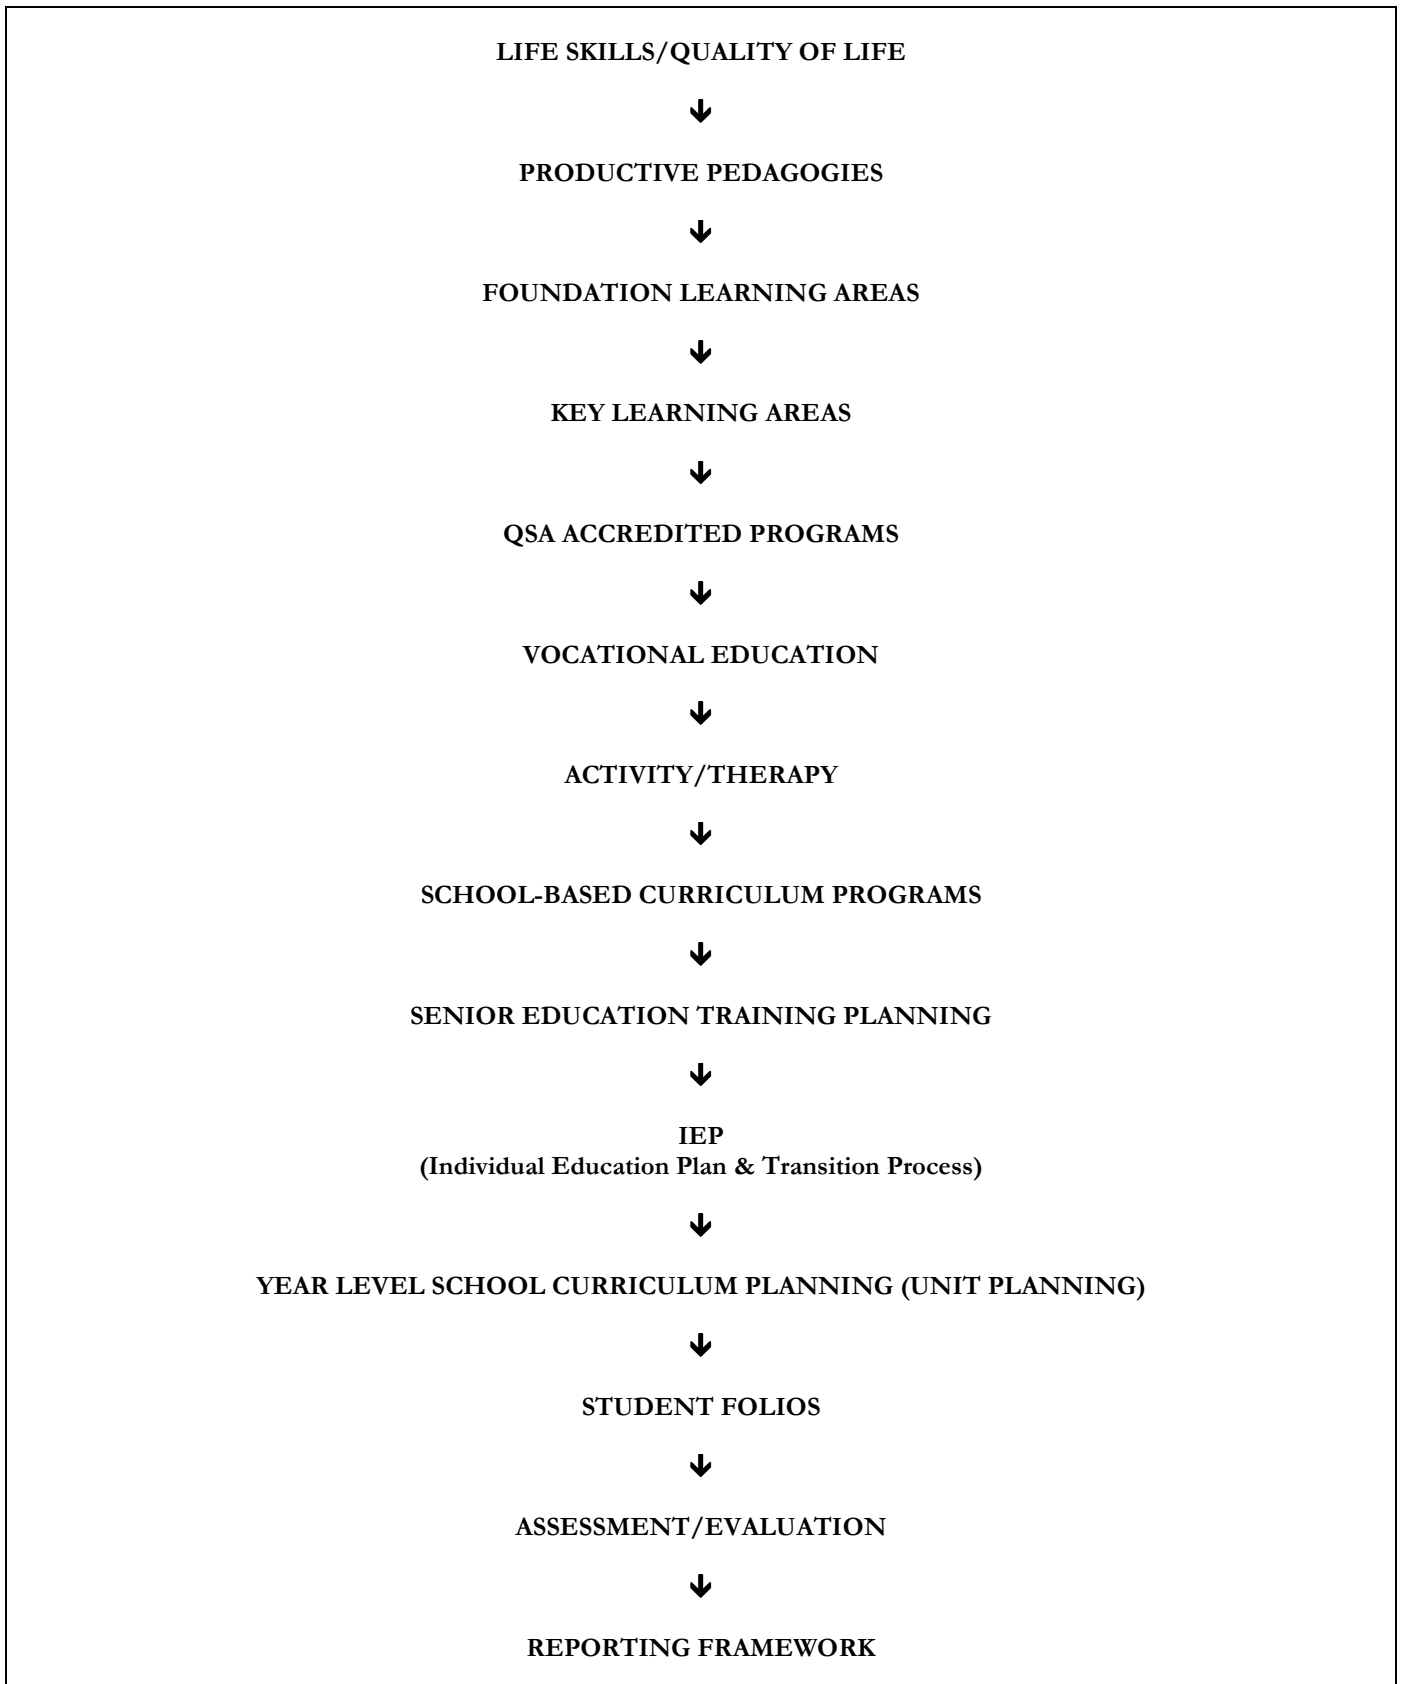 LIFE SKILLS/QUALITY OF LIFE
PRODUCTIVE PEDAGOGIES
FOUNDATION LEARNING AREAS
KEY LEARNING AREAS
QSA ACCREDITED PROGRAMS
VOCATIONAL EDUCATION
ACTIVITY/THERAPY
SCHOOL-BASED CURRICULUM PROGRAMS
SENIOR EDUCATION TRAINING PLANNING
IEP
(Individual Education Plan & Transition Process)
YEAR LEVEL SCHOOL CURRICULUM PLANNING (UNIT PLANNING)
STUDENT FOLIOS
ASSESSMENT/EVALUATION
REPORTING FRAMEWORK